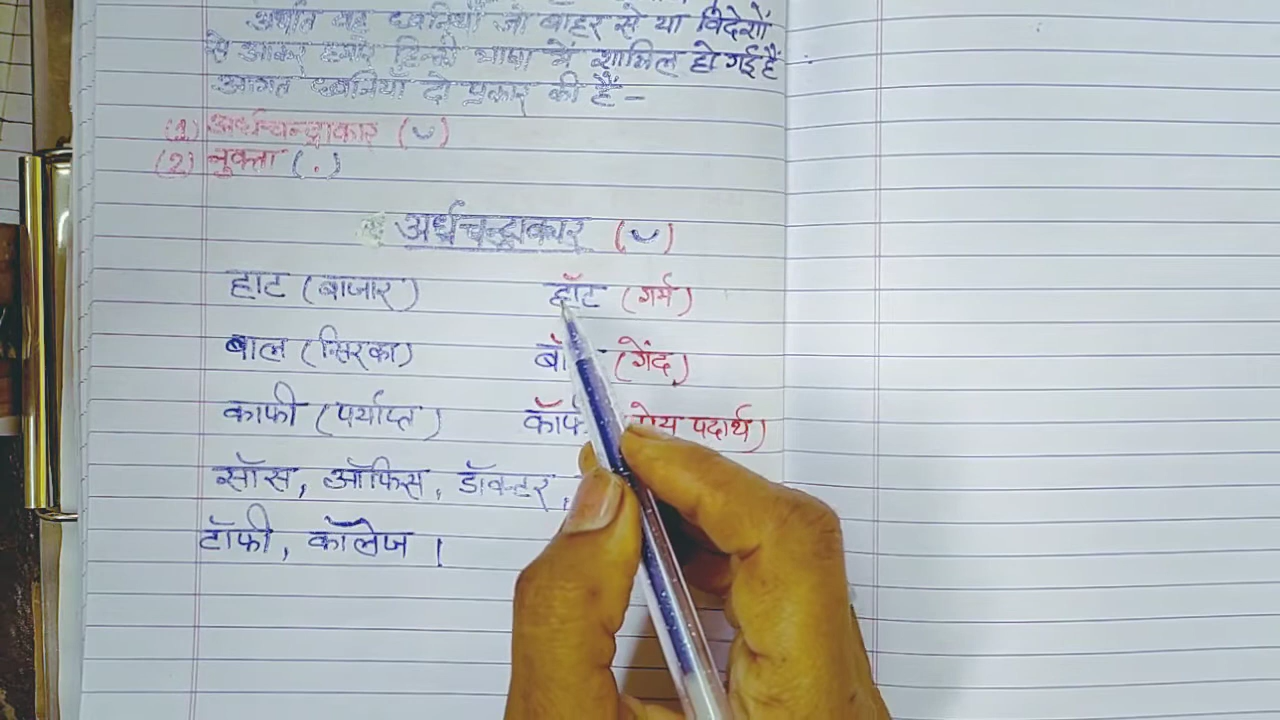 अर्थात वह ध्वनियाँ जो बाहर से या विदेशों
से आकर हमारे हिन्दी भाषा में शामिल हो गई हैं
आगत ध्वनियाँ दो प्रकार की हैं -
(1) अर्धचन्द्राकार (ॅ)
(2) नुक्ता (.)
अर्धचन्द्राकार (ॅ)
हाट (बाजार) हॉट (गर्म)
बाल (सिरका) (गेंद)
काफी (पर्याप्त) पदार्थ)
सॉस, ऑफिस, डॉक्टर,
टॉफी, कॉलेज ।